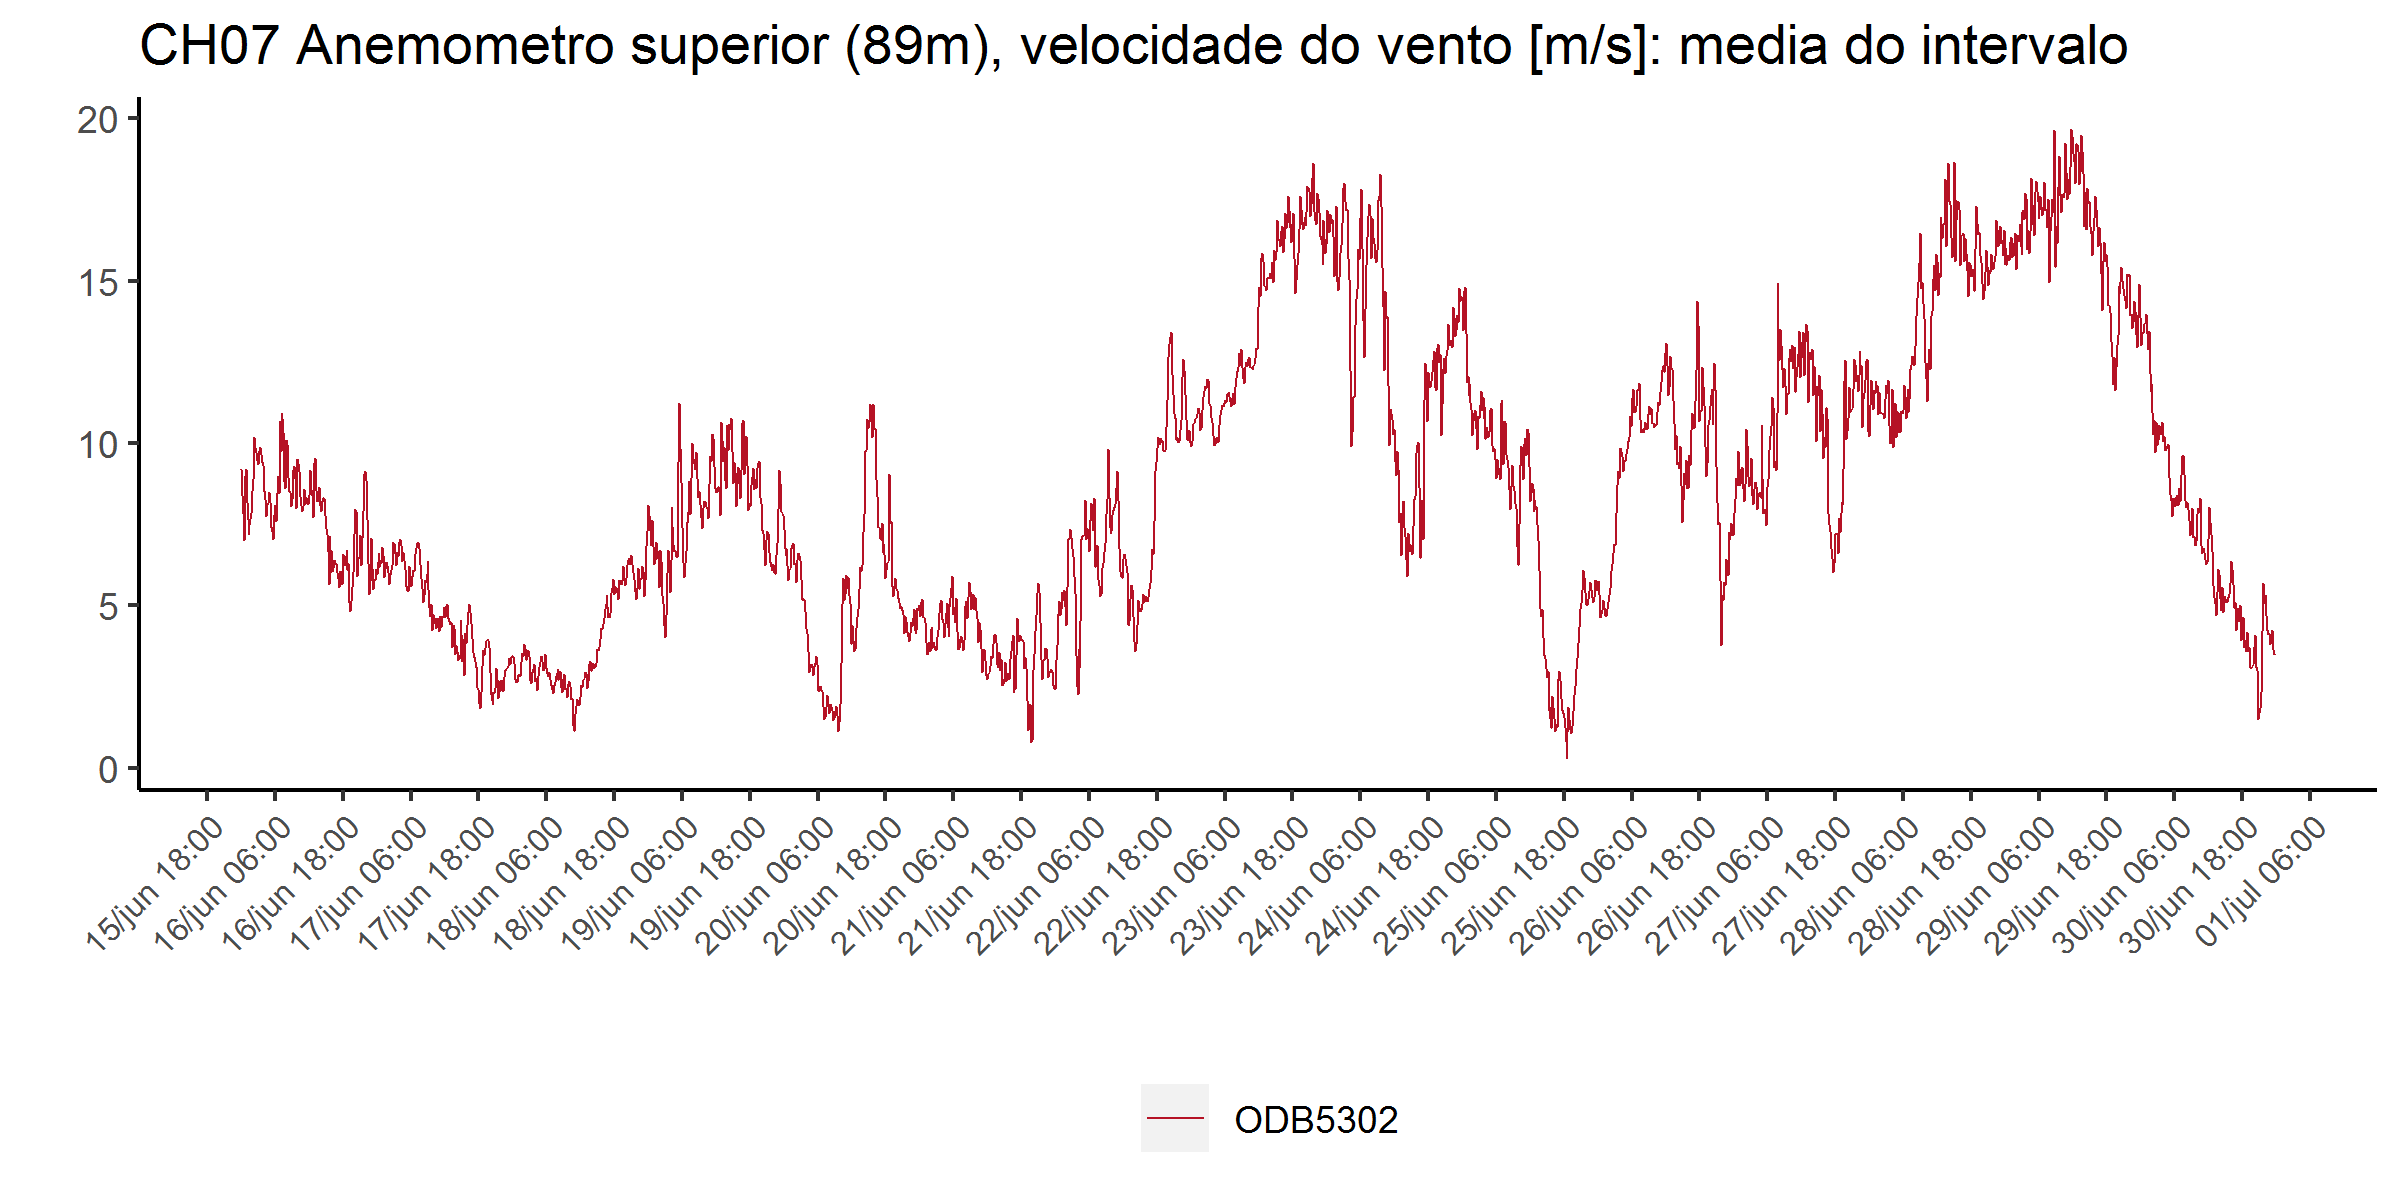 CH07 Anemometro superior (89m), velocidade do vento [m/s]: media do intervalo
20
15
10
5
0
15/jun 18:00
16/jun 06:00
16/jun 18:00
17/jun 06:00
17/jun 18:00
18/jun 06:00
18/jun 18:00
19/jun 06:00
19/jun 18:00
20/jun 06:00
20/jun 18:00
21/jun 06:00
21/jun 18:00
22/jun 06:00
22/jun 18:00
23/jun 06:00
23/jun 18:00
24/jun 06:00
24/jun 18:00
25/jun 06:00
25/jun 18:00
26/jun 06:00
26/jun 18:00
27/jun 06:00
27/jun 18:00
28/jun 06:00
28/jun 18:00
29/jun 06:00
29/jun 18:00
30/jun 06:00
30/jun 18:00
01/jul 06:00
ODB5302